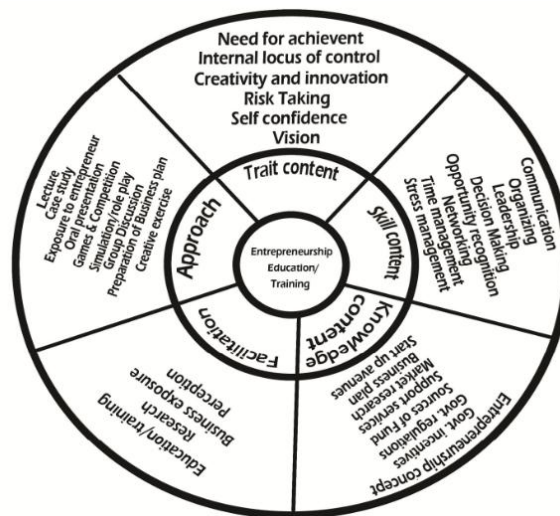 Need for achievent
Internal locus of control
Creativity and innovation
Risk Taking
Self confidence
Vision
Trait content
Communication
Organizing
Leadership
Decision Making
Opportunity recognition
Networking
Time management
Stress management
Skill content
Entrepreneurship concept
Govt. incentives
Govt. regulations
Sources of Fund
Support services
Market research
Business plan
Start up avenues
Knowledge
content
Education/training
Research
Business exposure
Perception
Facilitation
Lecture
Case study
Exposure to entrepreneur
Oral presentation
Games & Competition
Simulation/role play
Group Discussion
Preparation of Business plan
Creative exercise
Approach
Entrepreneurship
Education/
Training